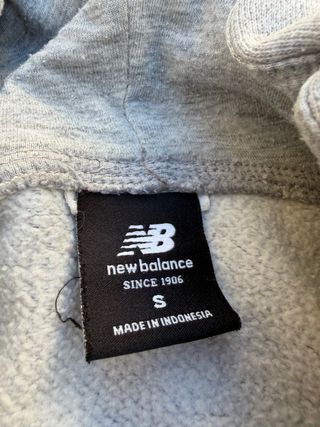 NB
new balance
SINCE 1906
S
MADE IN INDONESIA